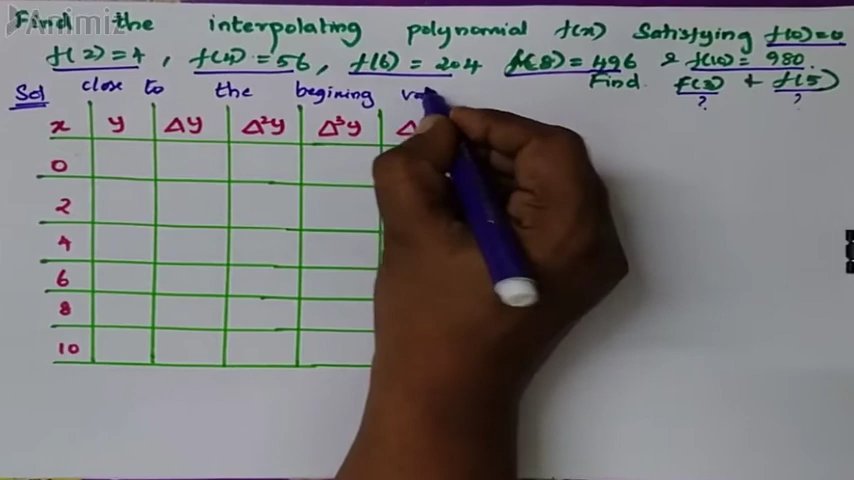 Animiz
Find the interpolating polynomial f(x) Satisfying f(0)=0
f(2)=4, f(4)=56, f(6)=204 f(8)=496 & f(10)=980.
Find f(3) + f(5)
? ?
Sol close to the begining
x y Δy Δ²y Δ³y
0
2
4
6
8
10